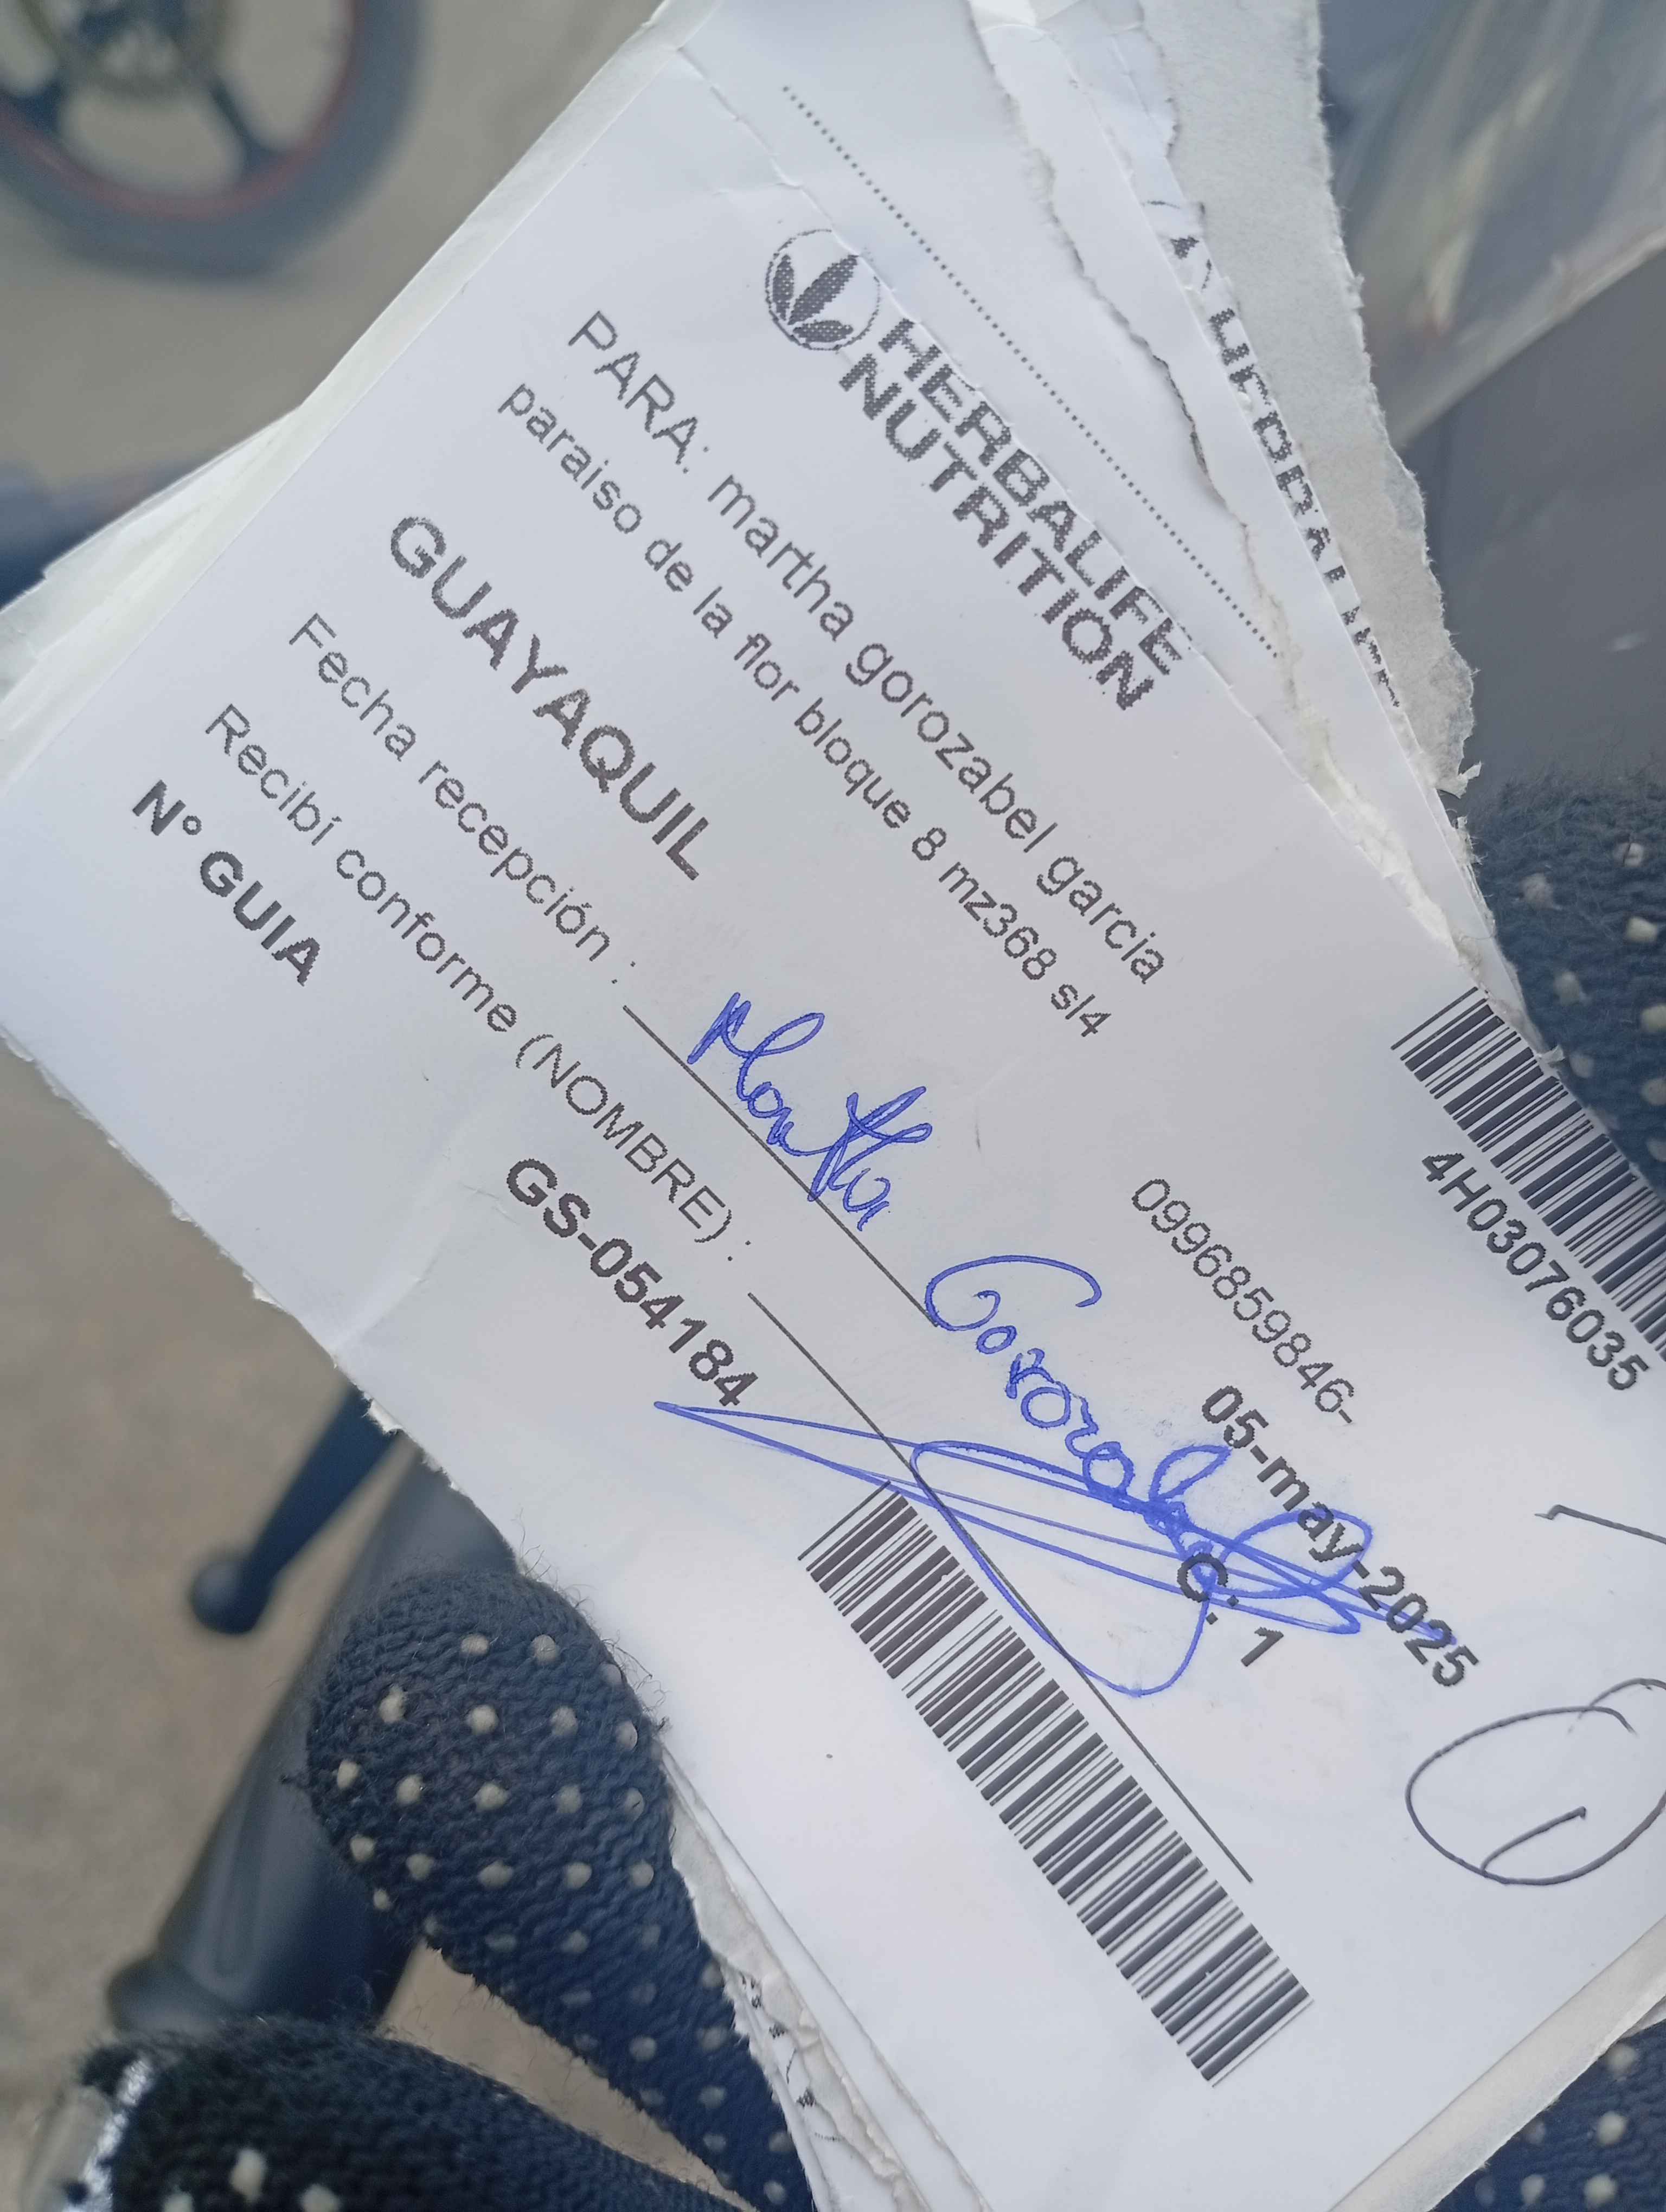 HERBALIFE
NUTRITION
4H03076035
PARA: martha gorozabel garcia
paraiso de la flor bloque 8 mz368 sl4
0996859846-
GUAYAQUIL
05-may-2025
Fecha recepción :
Martha Gorozabel G
C. 1
Recibí conforme (NOMBRE) :
N° GUIA
GS-054184